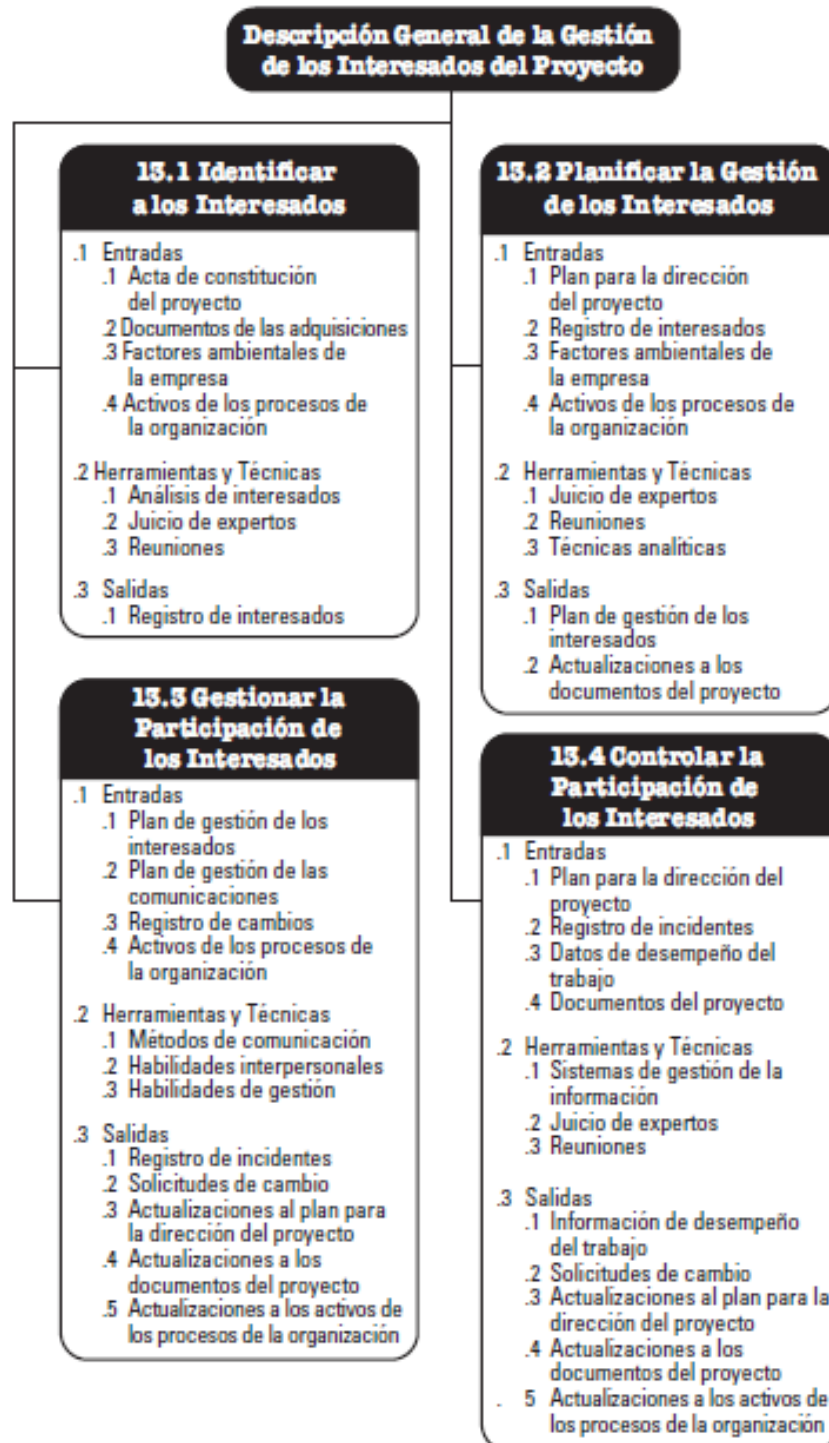 Descripción General de la Gestión
de los Interesados del Proyecto
13.1 Identificar
a los Interesados
.1 Entradas
.1 Acta de constitución
del proyecto
.2 Documentos de las adquisiciones
.3 Factores ambientales de
la empresa
.4 Activos de los procesos de
la organización
.2 Herramientas y Técnicas
.1 Análisis de interesados
.2 Juicio de expertos
.3 Reuniones
.3 Salidas
.1 Registro de interesados
13.2 Planificar la Gestión
de los Interesados
.1 Entradas
.1 Plan para la dirección
del proyecto
.2 Registro de interesados
.3 Factores ambientales de
la empresa
.4 Activos de los procesos de
la organización
.2 Herramientas y Técnicas
.1 Juicio de expertos
.2 Reuniones
.3 Técnicas analíticas
.3 Salidas
.1 Plan de gestión de los
interesados
.2 Actualizaciones a los
documentos del proyecto
13.3 Gestionar la
Participación de
los Interesados
.1 Entradas
.1 Plan de gestión de los
interesados
.2 Plan de gestión de las
comunicaciones
.3 Registro de cambios
.4 Activos de los procesos de
la organización
.2 Herramientas y Técnicas
.1 Métodos de comunicación
.2 Habilidades interpersonales
.3 Habilidades de gestión
.3 Salidas
.1 Registro de incidentes
.2 Solicitudes de cambio
.3 Actualizaciones al plan para
la dirección del proyecto
.4 Actualizaciones a los
documentos del proyecto
.5 Actualizaciones a los activos de
los procesos de la organización
13.4 Controlar la
Participación de
los Interesados
.1 Entradas
.1 Plan para la dirección del
proyecto
.2 Registro de incidentes
.3 Datos de desempeño del
trabajo
.4 Documentos del proyecto
.2 Herramientas y Técnicas
.1 Sistemas de gestión de la
información
.2 Juicio de expertos
.3 Reuniones
.3 Salidas
.1 Información de desempeño
del trabajo
.2 Solicitudes de cambio
.3 Actualizaciones al plan para la
dirección del proyecto
.4 Actualizaciones a los
documentos del proyecto
. 5 Actualizaciones a los activos de
los procesos de la organización